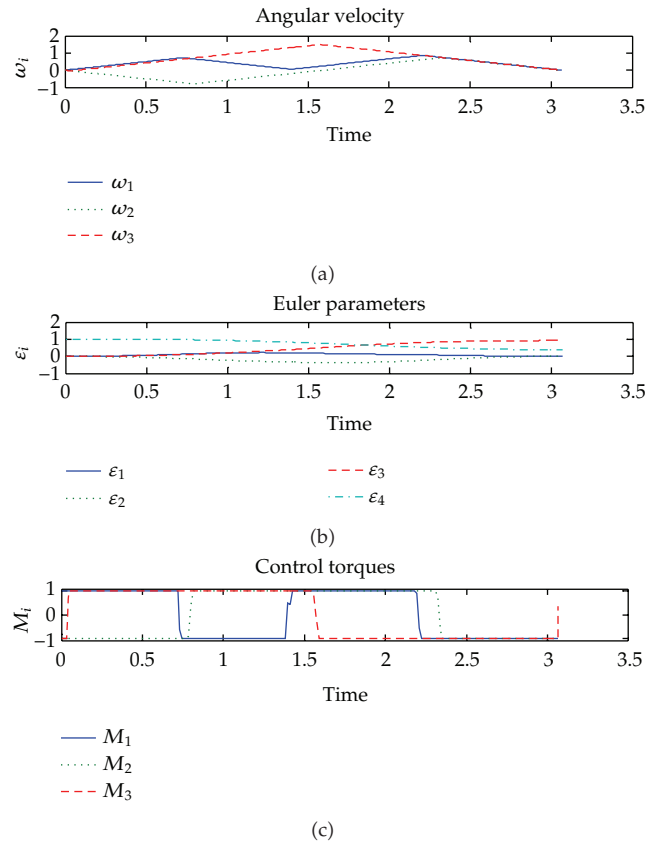 Angular velocity
ω_i
2
1
0
−1
0 0.5 1 1.5 2 2.5 3 3.5
Time
ω_1
ω_2
ω_3
(a)
Euler parameters
ε_i
2
1
0
−1
0 0.5 1 1.5 2 2.5 3 3.5
Time
ε_1 ε_3
ε_2 ε_4
(b)
Control torques
M_i
1
0
−1
0 0.5 1 1.5 2 2.5 3 3.5
Time
M_1
M_2
M_3
(c)